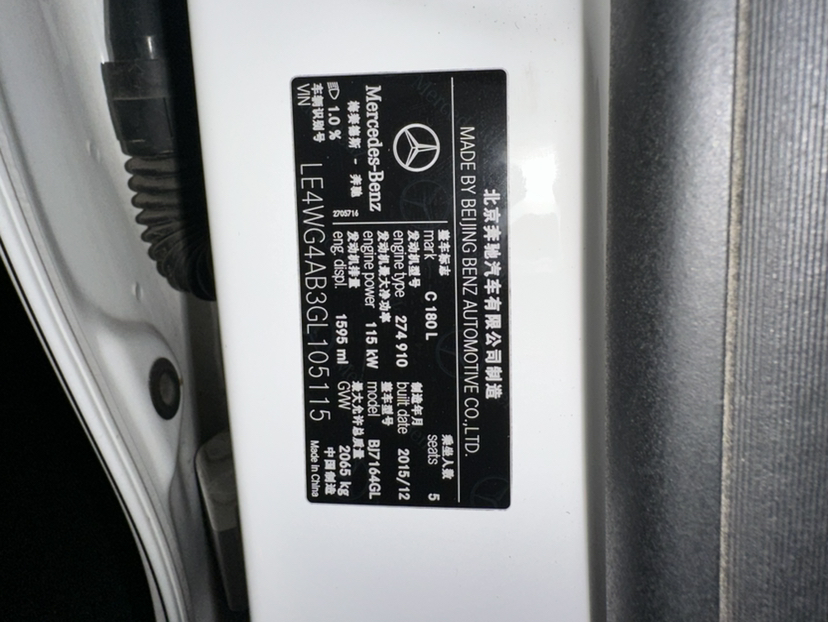 北京奔驰汽车有限公司制造
MADE BY BEIJING BENZ AUTOMOTIVE CO.,LTD.
整车标志 mark C 180 L 乘坐人数 seats 5
发动机型号 engine type 274 910 制造年月 built date 2015/12
发动机最大净功率 engine power 115 kW 整车型号 model BJ7164GL
发动机排量 eng. displ. 1595 ml 最大允许总质量 GVW 2065 kg
Mercedes-Benz
梅赛德斯 - 奔驰
2705714
1.0 %
车辆识别号 VIN LE4WG4AB3GL105115
中国制造 Made In China